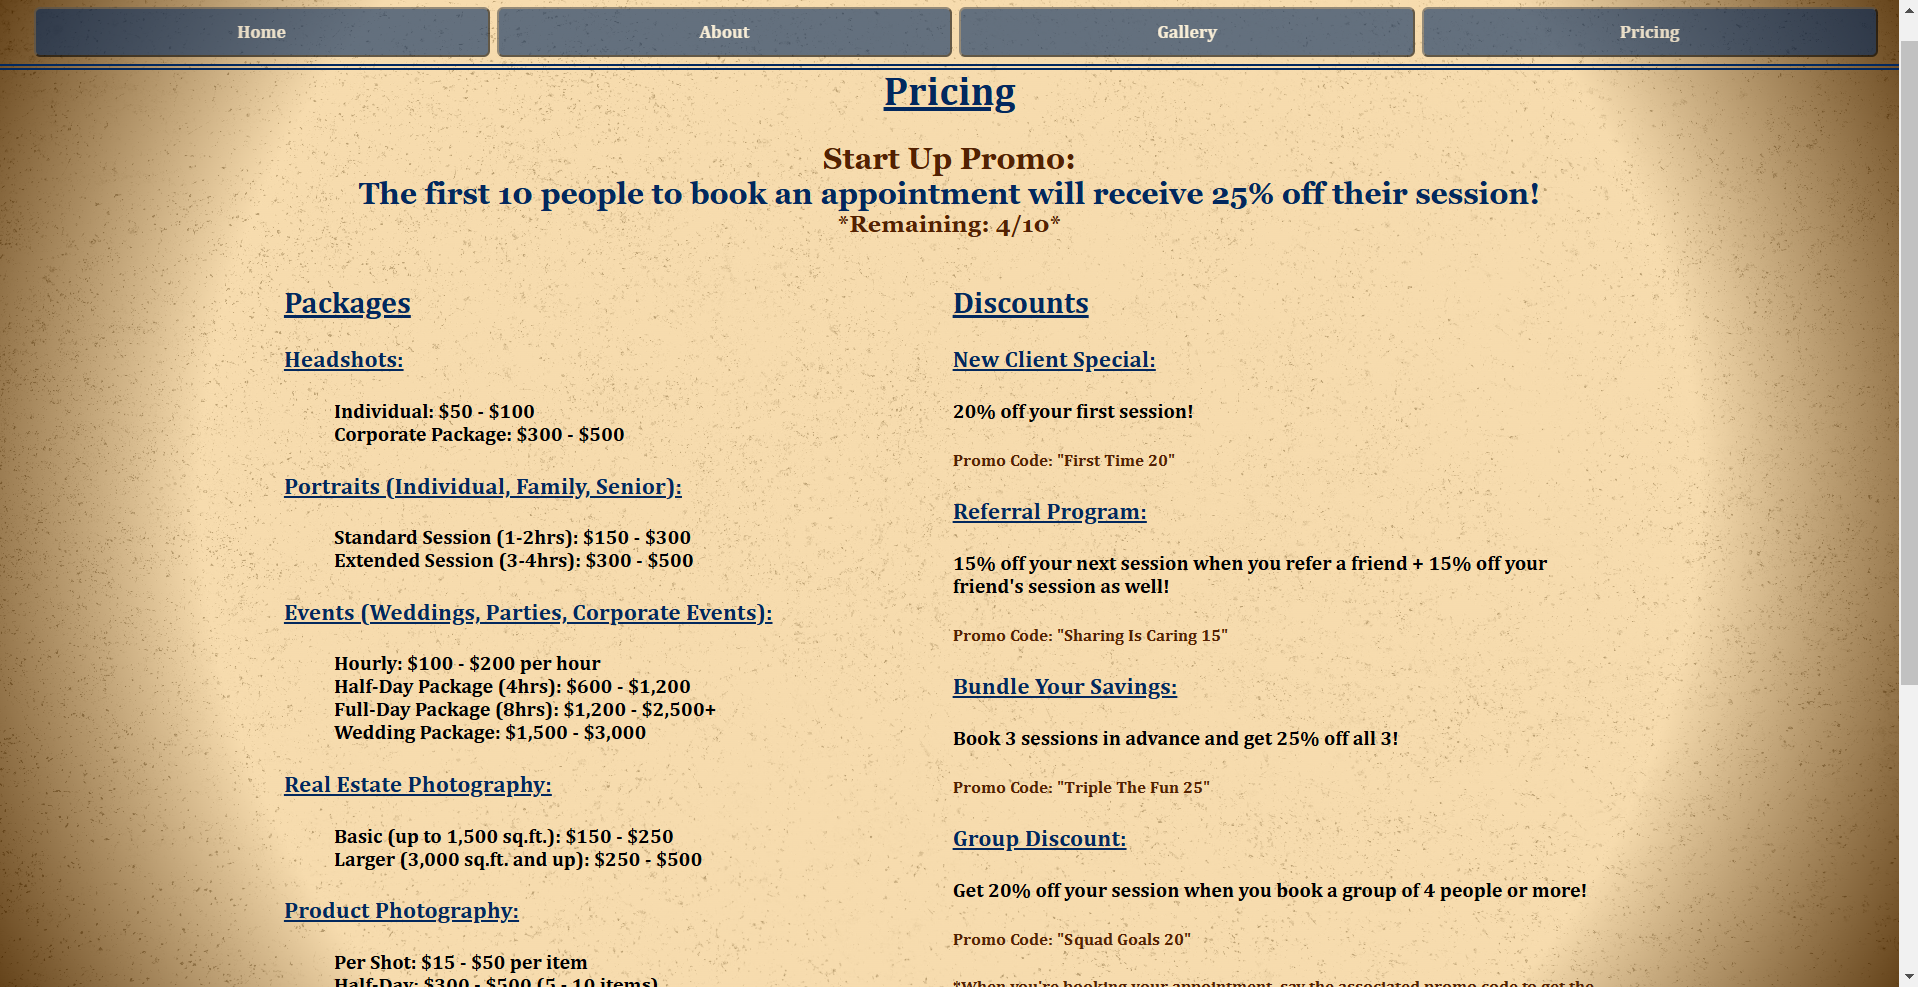 Home
About
Gallery
Pricing
Pricing
Start Up Promo:
The first 10 people to book an appointment will receive 25% off their session!
*Remaining: 4/10*
Packages
Headshots:
Individual: $50 - $100
Corporate Package: $300 - $500
Portraits (Individual, Family, Senior):
Standard Session (1-2hrs): $150 - $300
Extended Session (3-4hrs): $300 - $500
Events (Weddings, Parties, Corporate Events):
Hourly: $100 - $200 per hour
Half-Day Package (4hrs): $600 - $1,200
Full-Day Package (8hrs): $1,200 - $2,500+
Wedding Package: $1,500 - $3,000
Real Estate Photography:
Basic (up to 1,500 sq.ft.): $150 - $250
Larger (3,000 sq.ft. and up): $250 - $500
Product Photography:
Per Shot: $15 - $50 per item
Half-Day: $300 - $500 (5 - 10 items)
Discounts
New Client Special:
20% off your first session!
Promo Code: "First Time 20"
Referral Program:
15% off your next session when you refer a friend + 15% off your
friend's session as well!
Promo Code: "Sharing Is Caring 15"
Bundle Your Savings:
Book 3 sessions in advance and get 25% off all 3!
Promo Code: "Triple The Fun 25"
Group Discount:
Get 20% off your session when you book a group of 4 people or more!
Promo Code: "Squad Goals 20"
*When you're booking your appointment, say the associated promo code to get the